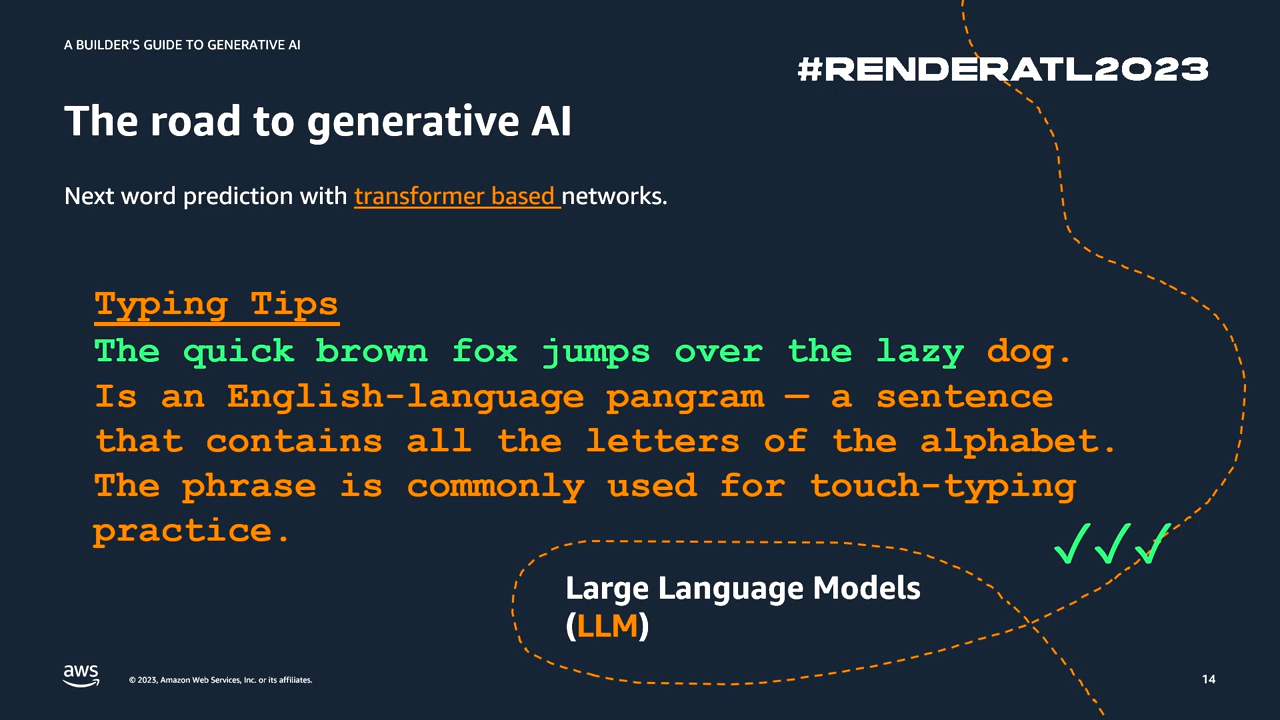 A BUILDER'S GUIDE TO GENERATIVE AI
#RENDERATL2023
The road to generative AI
Next word prediction with transformer based networks.
Typing Tips
The quick brown fox jumps over the lazy dog.
Is an English-language pangram — a sentence
that contains all the letters of the alphabet.
The phrase is commonly used for touch-typing
practice.
✓✓✓
Large Language Models
(LLM)
aws
© 2023, Amazon Web Services, Inc. or its affiliates.
14